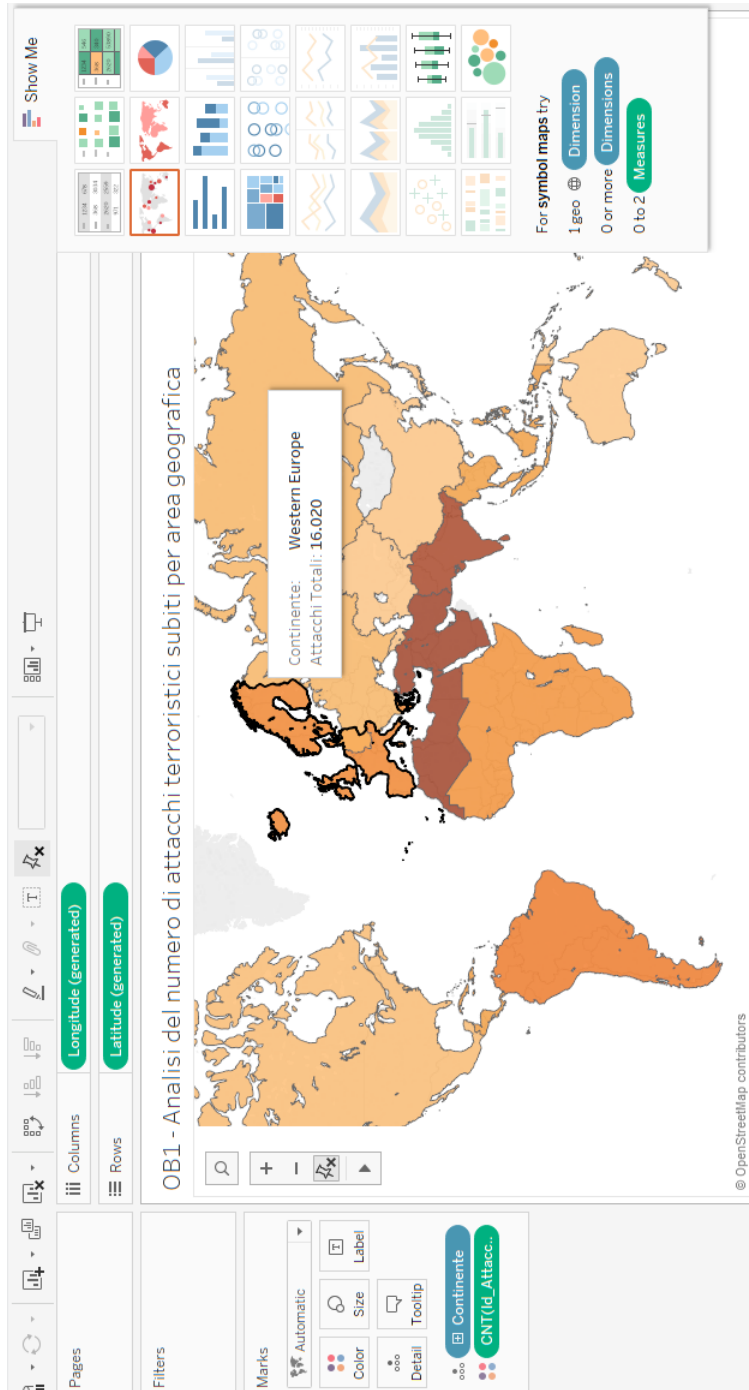 Show Me
Pages
Columns
Longitude (generated)
Rows
Latitude (generated)
Filters
OB1 - Analisi del numero di attacchi terroristici subiti per area geografica
Marks
Automatic
Color
Size
Label
Detail
Tooltip
Continente
CNT(Id_Attacc..
Continente: Western Europe
Attacchi Totali: 16.020
© OpenStreetMap contributors
For symbol maps try
1 geo Dimension
0 or more Dimensions
0 to 2 Measures